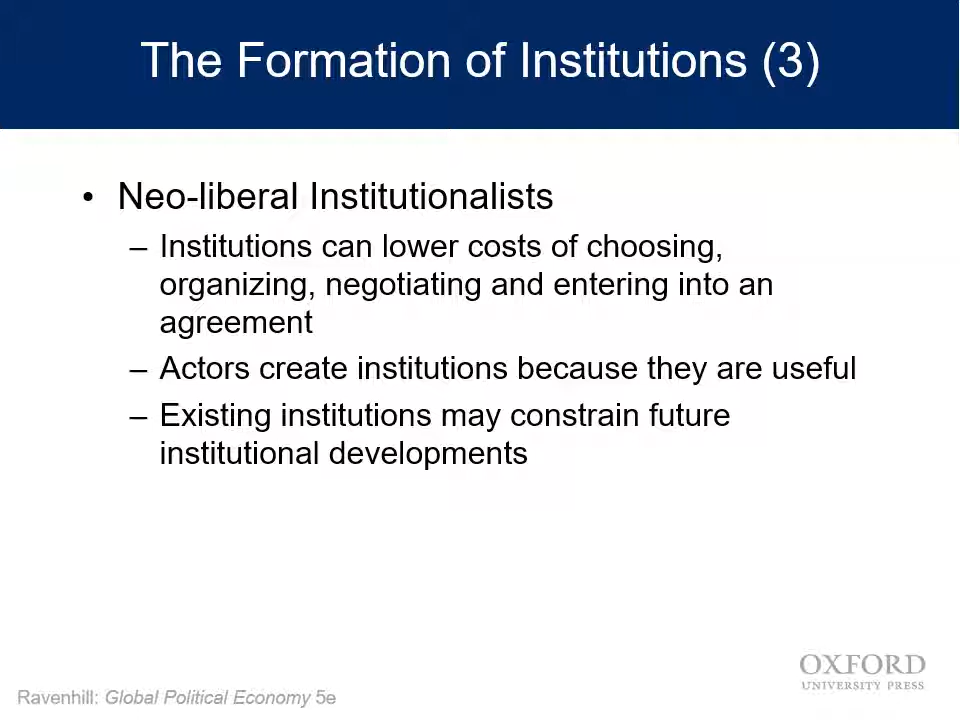 The Formation of Institutions (3)
• Neo-liberal Institutionalists
– Institutions can lower costs of choosing,
organizing, negotiating and entering into an
agreement
– Actors create institutions because they are useful
– Existing institutions may constrain future
institutional developments
OXFORD
UNIVERSITY PRESS
Ravenhill: Global Political Economy 5e